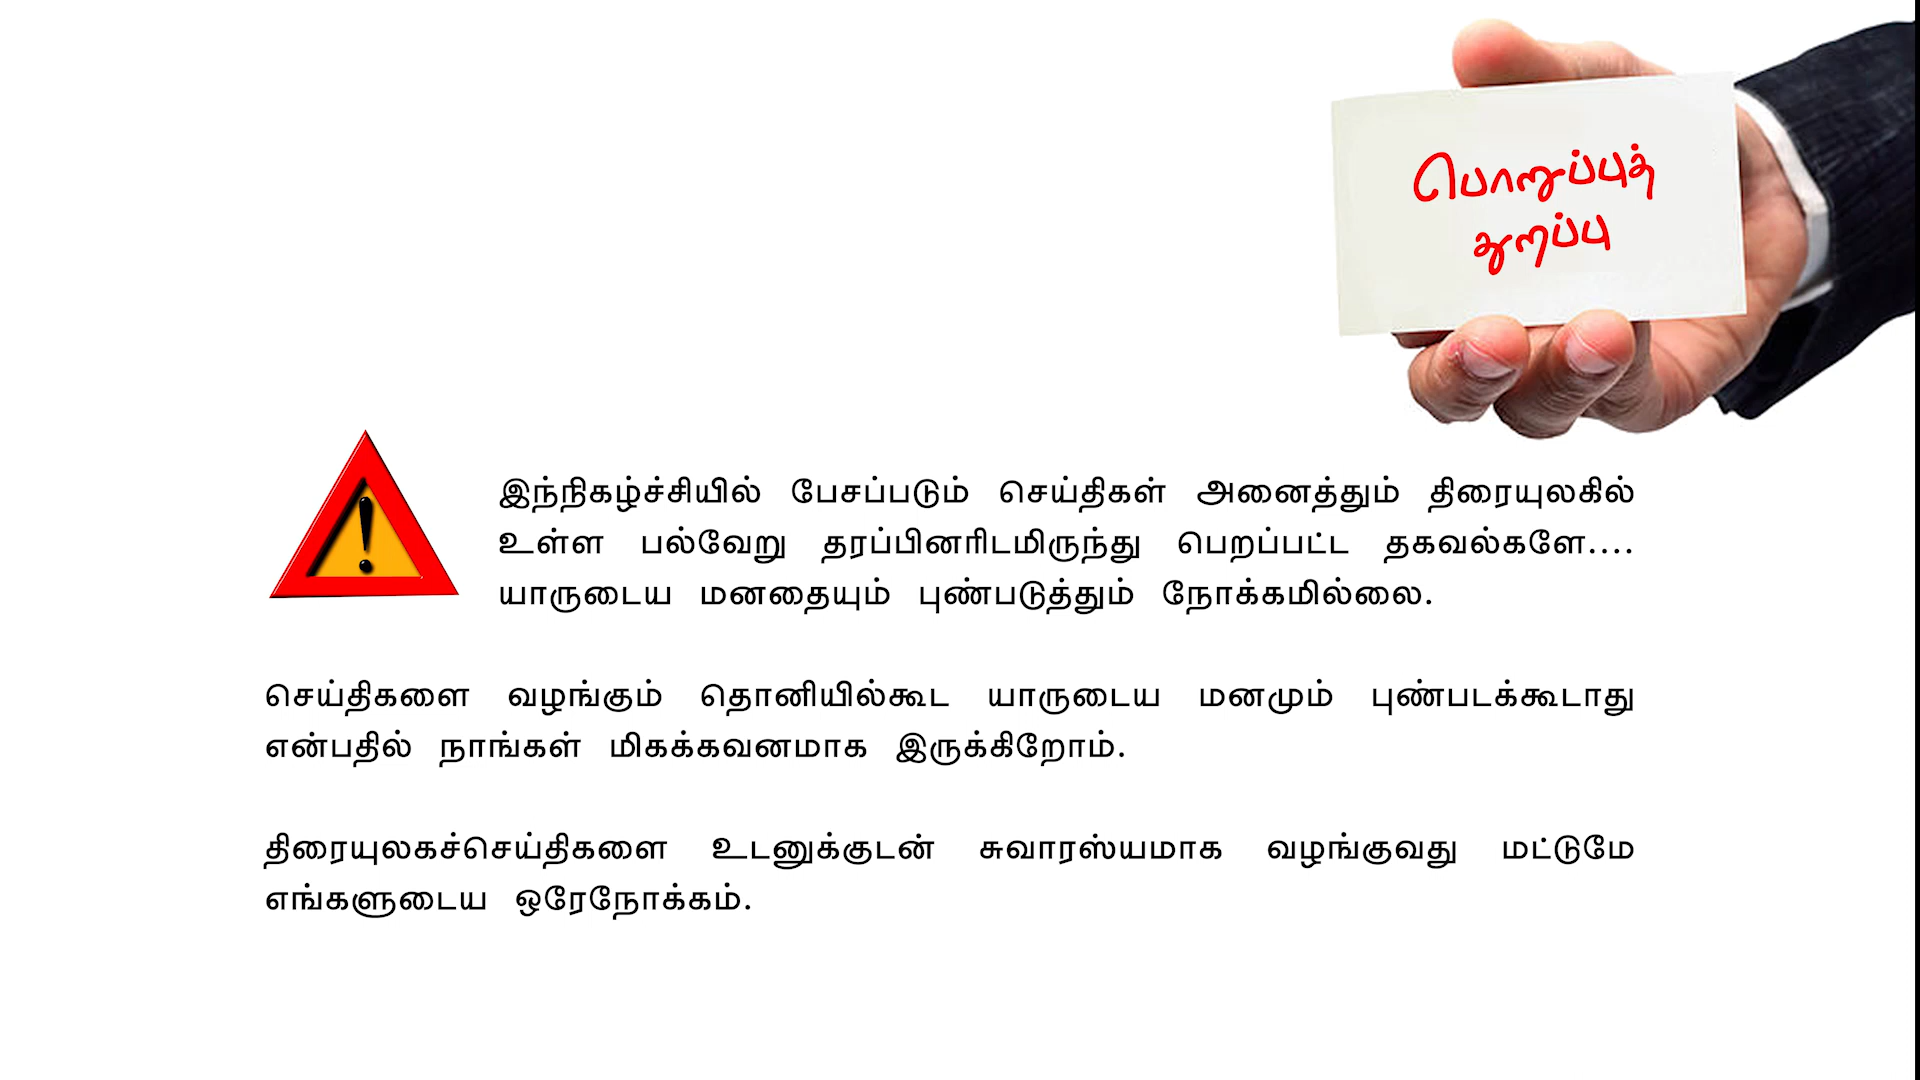 பொறுப்புத்
துறப்பு
இந்நிகழ்ச்சியில் பேசப்படும் செய்திகள் அனைத்தும் திரையுலகில்
உள்ள பல்வேறு தரப்பினரிடமிருந்து பெறப்பட்ட தகவல்களே....
யாருடைய மனதையும் புண்படுத்தும் நோக்கமில்லை.
செய்திகளை வழங்கும் தொனியில்கூட யாருடைய மனமும் புண்படக்கூடாது
என்பதில் நாங்கள் மிகக்கவனமாக இருக்கிறோம்.
திரையுலகச்செய்திகளை உடனுக்குடன் சுவாரஸ்யமாக வழங்குவது மட்டுமே
எங்களுடைய ஒரேநோக்கம்.